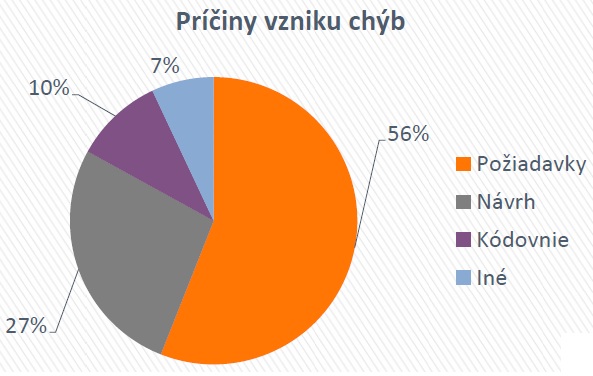 Príčiny vzniku chýb
7%
10%
56%
27%
Požiadavky
Návrh
Kódovnie
Iné